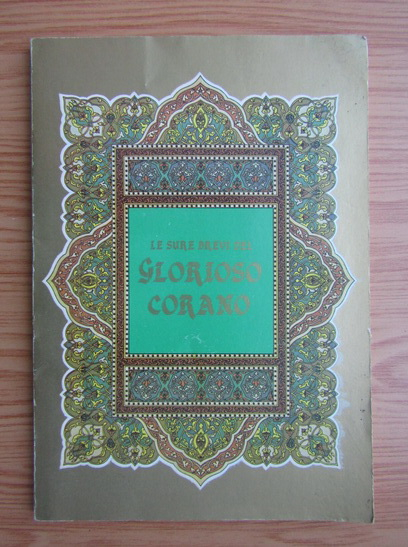 LE SURE BREVI DEL
GLORIOSO
CORANO